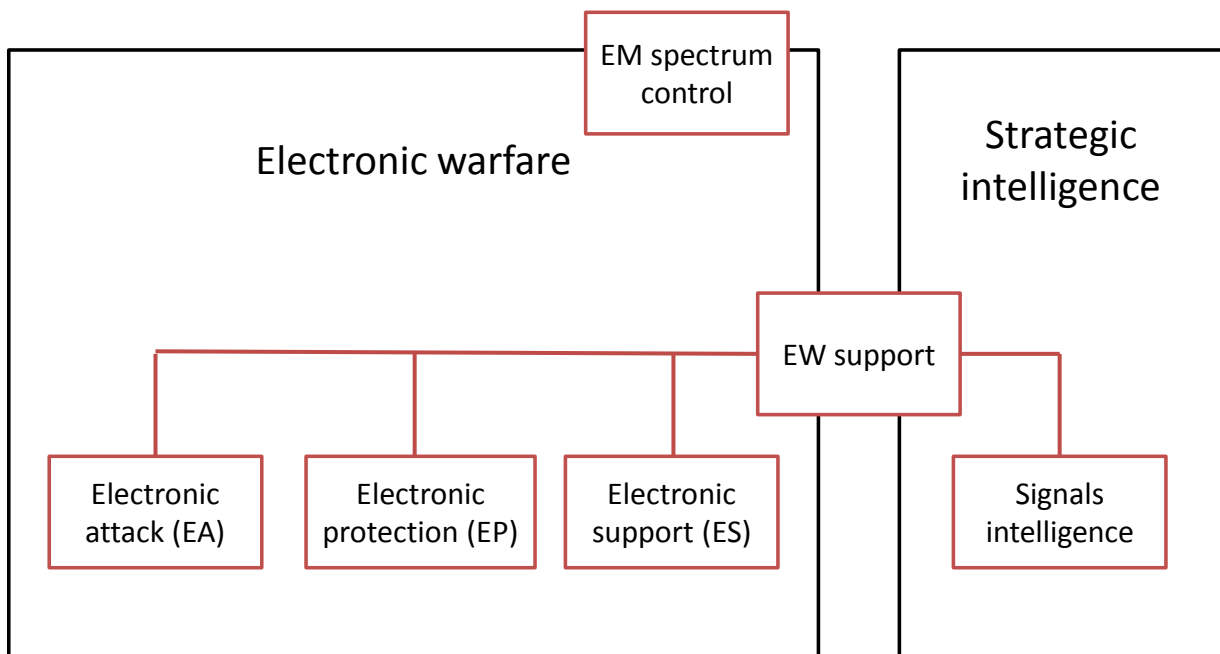 EM spectrum
control
Electronic warfare
Strategic
intelligence
EW support
Electronic
attack (EA)
Electronic
protection (EP)
Electronic
support (ES)
Signals
intelligence